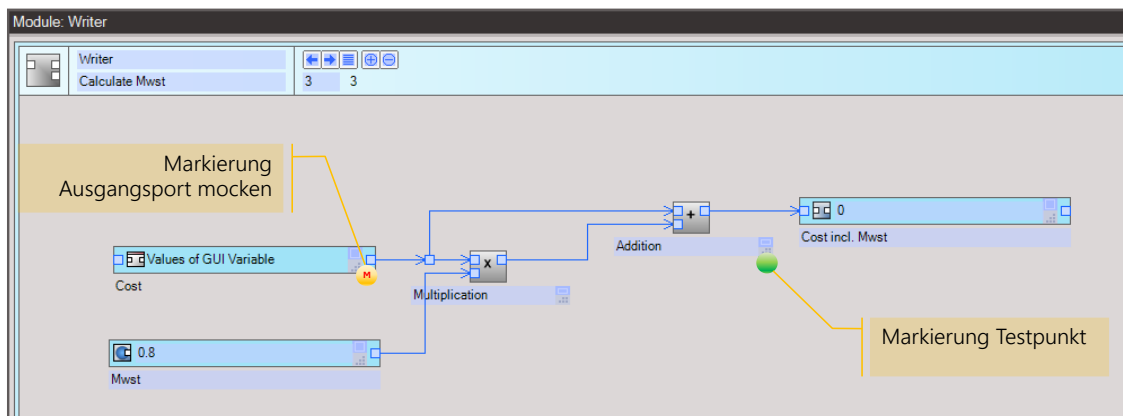 Module: Writer
Writer
Calculate Mwst
3 3
Markierung
Ausgangsport mocken
Values of GUI Variable
M
Cost
x
Multiplication
+
Addition
0
Cost incl. Mwst
Markierung Testpunkt
0.8
Mwst